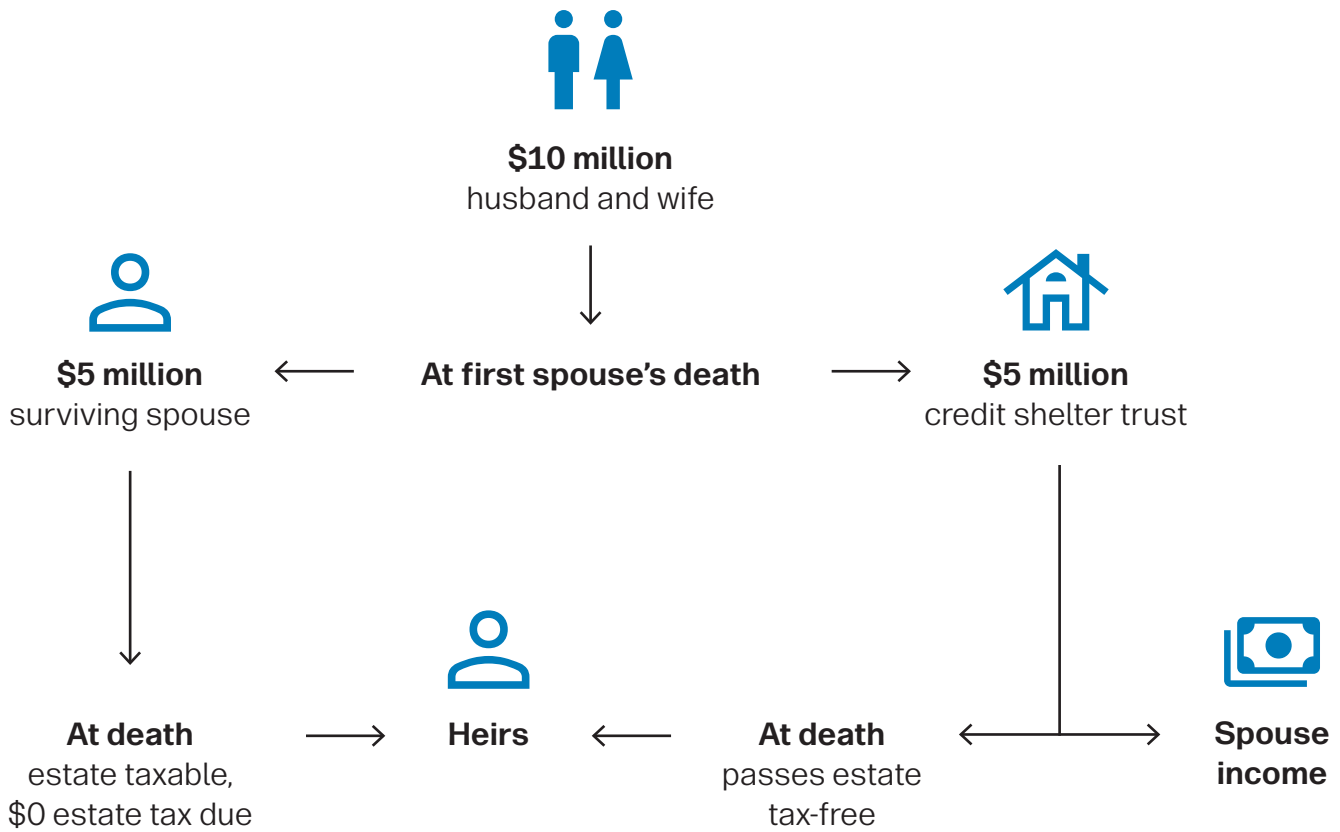 $10 million
husband and wife
$5 million
surviving spouse
At first spouse’s death
$5 million
credit shelter trust
At death
estate taxable,
$0 estate tax due
Heirs
At death
passes estate
tax-free
Spouse
income